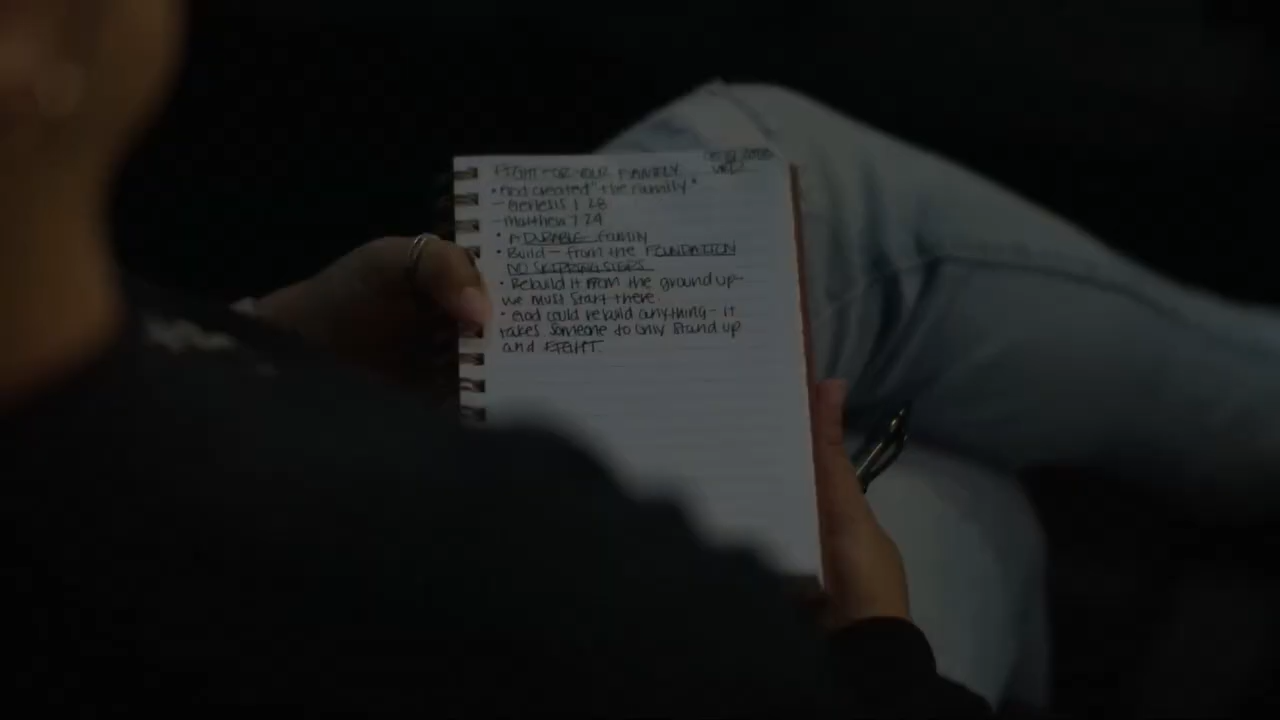 FIGHT FOR YOUR FAMILY
• God created "the family"
- Genesis 1:28
- Matthew 7:24
• A DURABLE family
• Build - from the FOUNDATION
NO SKIPPING STEPS
• Rebuild it from the ground up-
we must start there.
• God could rebuild anything - it
takes someone to only stand up
and FIGHT.